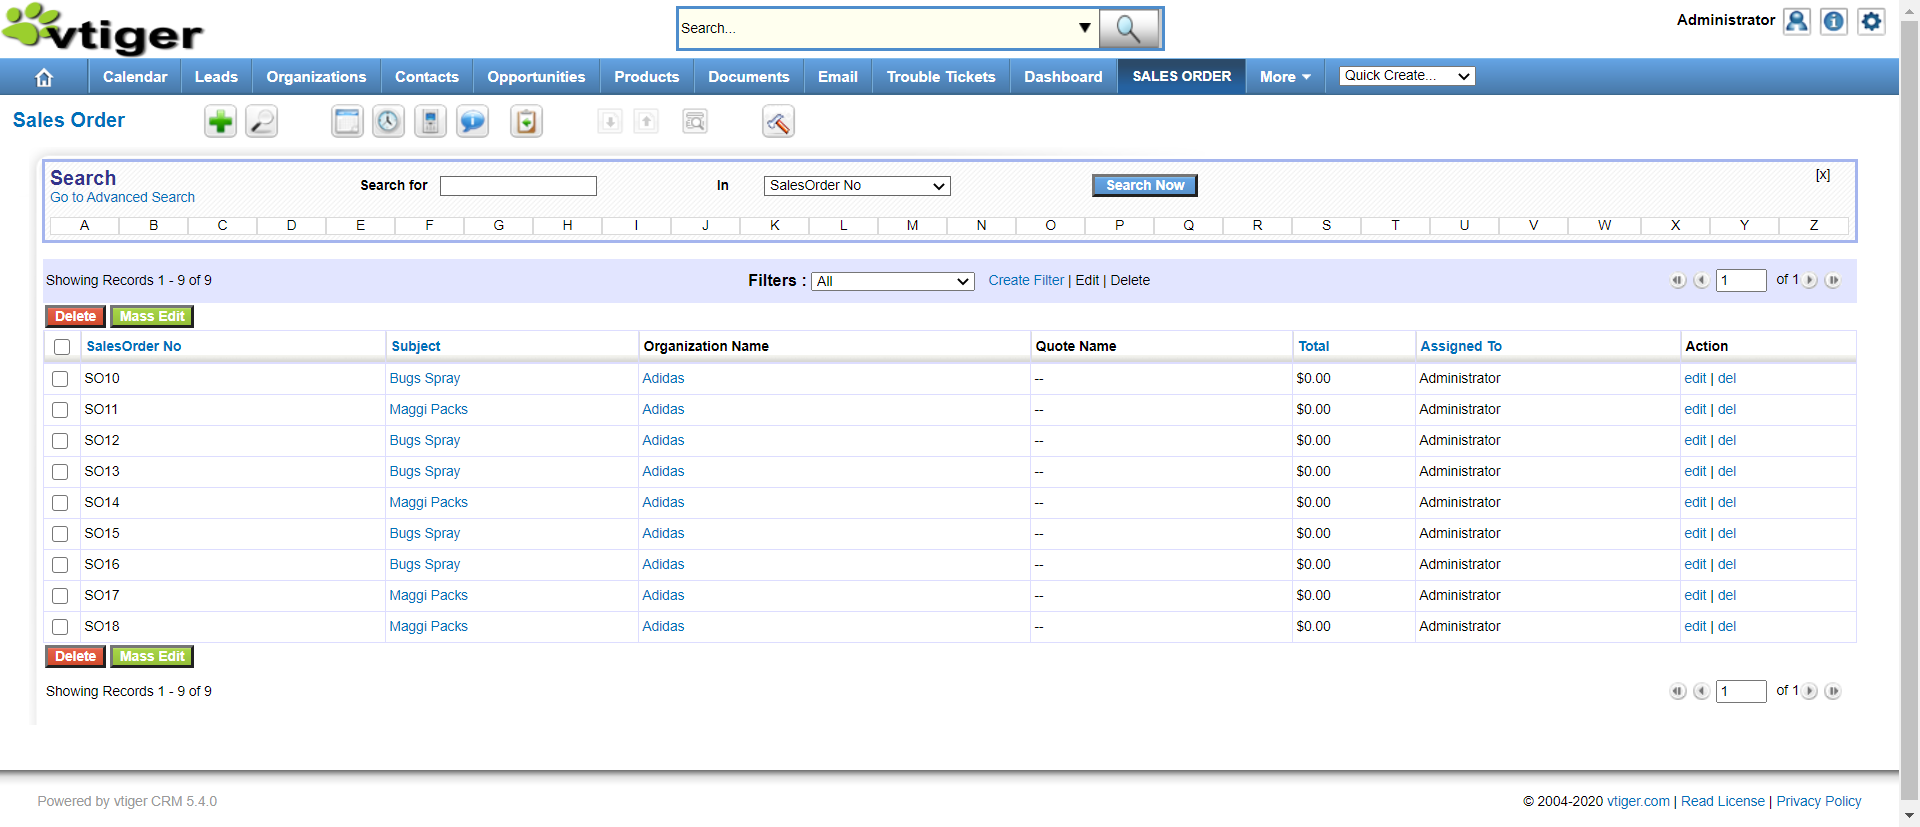 vtiger
Search...
Administrator
Calendar Leads Organizations Contacts Opportunities Products Documents Email Trouble Tickets Dashboard SALES ORDER More Quick Create...
Sales Order
Search
Go to Advanced Search
Search for In SalesOrder No Search Now [x]
A B C D E F G H I J K L M N O P Q R S T U V W X Y Z
Showing Records 1 - 9 of 9 Filters : All Create Filter | Edit | Delete 1 of 1
Delete Mass Edit
SalesOrder No Subject Organization Name Quote Name Total Assigned To Action
SO10 Bugs Spray Adidas -- $0.00 Administrator edit | del
SO11 Maggi Packs Adidas -- $0.00 Administrator edit | del
SO12 Bugs Spray Adidas -- $0.00 Administrator edit | del
SO13 Bugs Spray Adidas -- $0.00 Administrator edit | del
SO14 Maggi Packs Adidas -- $0.00 Administrator edit | del
SO15 Bugs Spray Adidas -- $0.00 Administrator edit | del
SO16 Bugs Spray Adidas -- $0.00 Administrator edit | del
SO17 Maggi Packs Adidas -- $0.00 Administrator edit | del
SO18 Maggi Packs Adidas -- $0.00 Administrator edit | del
Delete Mass Edit
Showing Records 1 - 9 of 9 1 of 1
Powered by vtiger CRM 5.4.0 © 2004-2020 vtiger.com | Read License | Privacy Policy